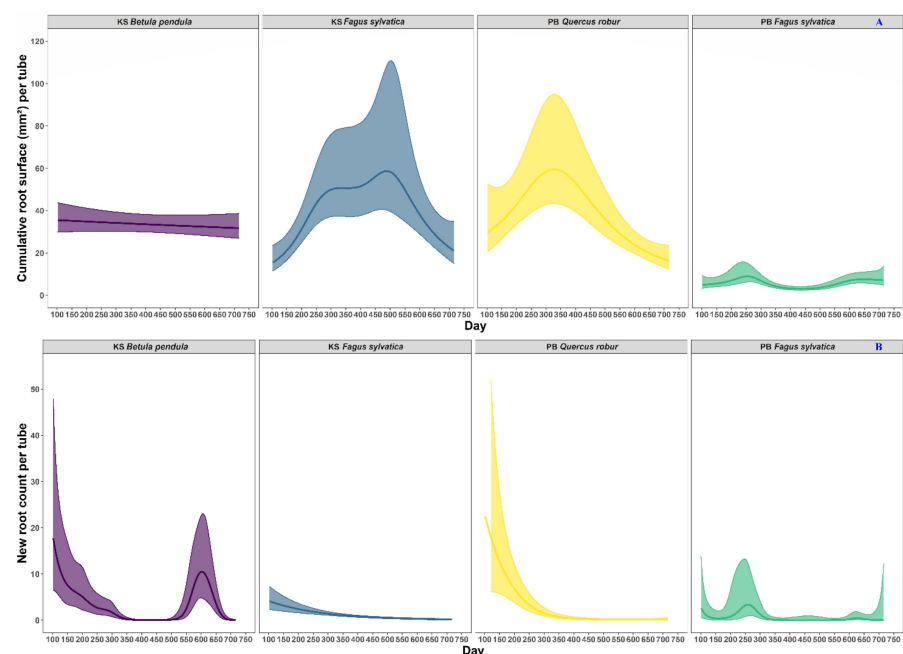 KS Betula pendula KS Fagus sylvatica PB Quercus robur PB Fagus sylvatica A
Cumulative root surface (mm²) per tube
120
100
80
60
40
20
0
100 150 200 250 300 350 400 450 500 550 600 650 700 750 100 150 200 250 300 350 400 450 500 550 600 650 700 750 100 150 200 250 300 350 400 450 500 550 600 650 700 750 100 150 200 250 300 350 400 450 500 550 600 650 700 750
Day
KS Betula pendula KS Fagus sylvatica PB Quercus robur PB Fagus sylvatica B
New root count per tube
50
40
30
20
10
0
100 150 200 250 300 350 400 450 500 550 600 650 700 750 100 150 200 250 300 350 400 450 500 550 600 650 700 750 100 150 200 250 300 350 400 450 500 550 600 650 700 750 100 150 200 250 300 350 400 450 500 550 600 650 700 750
Day